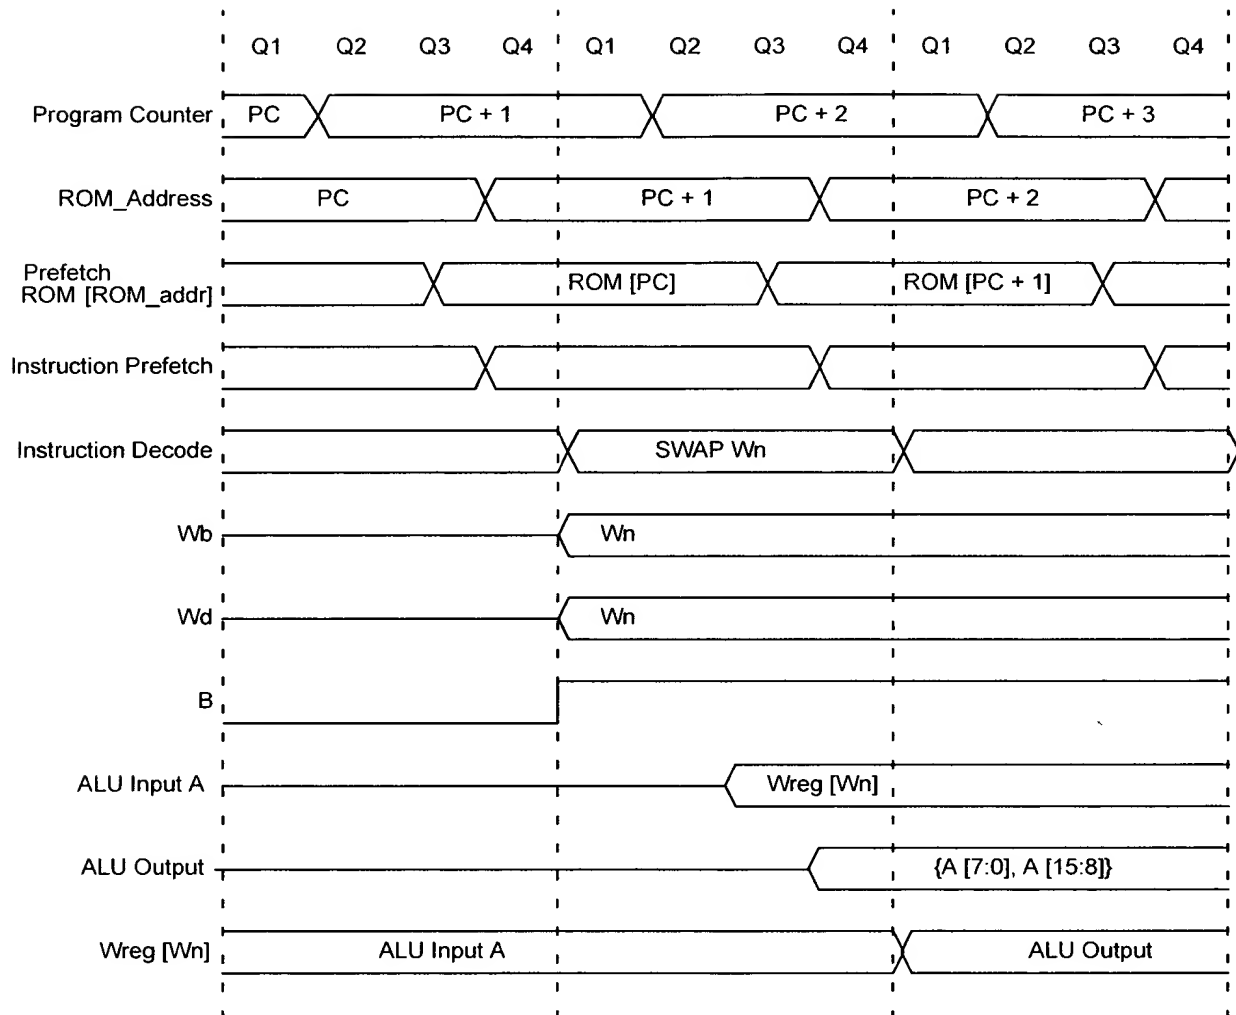 Q1 Q2 Q3 Q4 Q1 Q2 Q3 Q4 Q1 Q2 Q3 Q4
Program Counter PC PC + 1 PC + 2 PC + 3
ROM_Address PC PC + 1 PC + 2
Prefetch
ROM [ROM_addr] ROM [PC] ROM [PC + 1]
Instruction Prefetch
Instruction Decode SWAP Wn
Wb Wn
Wd Wn
B
ALU Input A Wreg [Wn]
ALU Output {A [7:0], A [15:8]}
Wreg [Wn] ALU Input A ALU Output